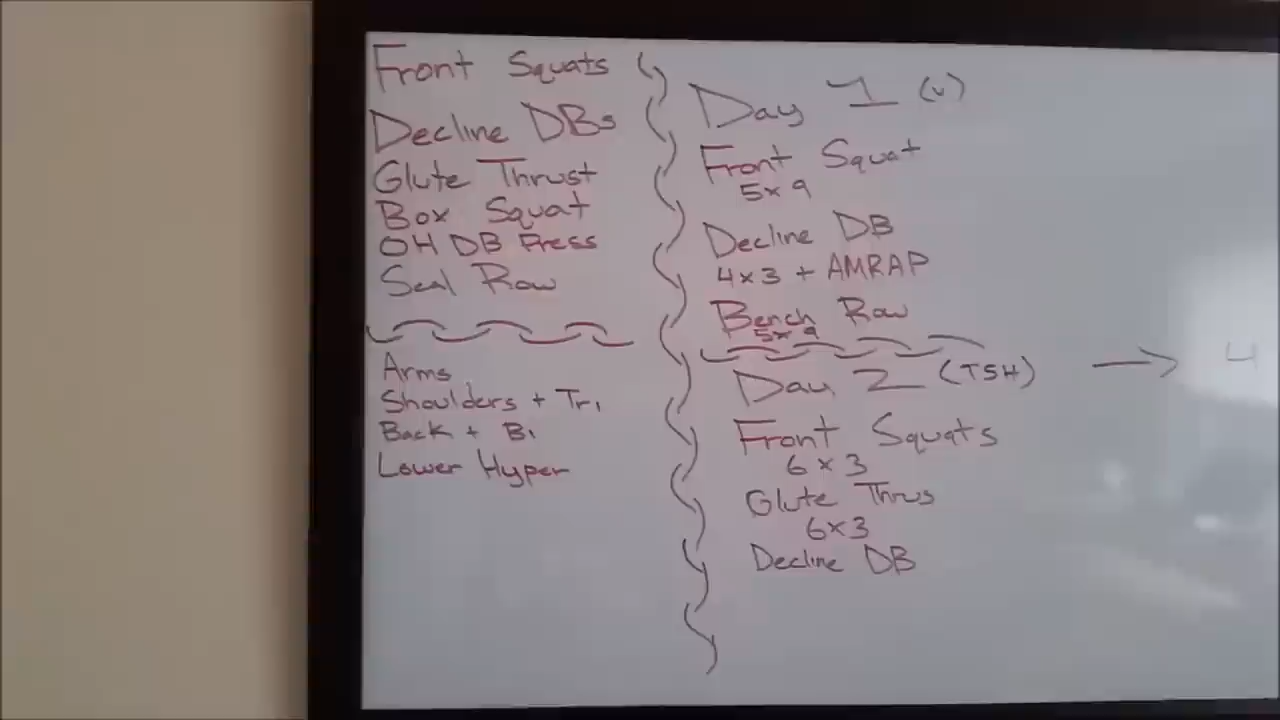 Front Squats
Decline DBs
Glute Thrust
Box Squat
OH DB Press
Seal Row
Arms
Shoulders + Tri
Back + Bi
Lower Hyper
Day 1 (v)
Front Squat
5x9
Decline DB
4x3 + AMRAP
Bench Row
5x9
Day 2 (TSH) → 4
Front Squats
6x3
Glute Thrus
6x3
Decline DB